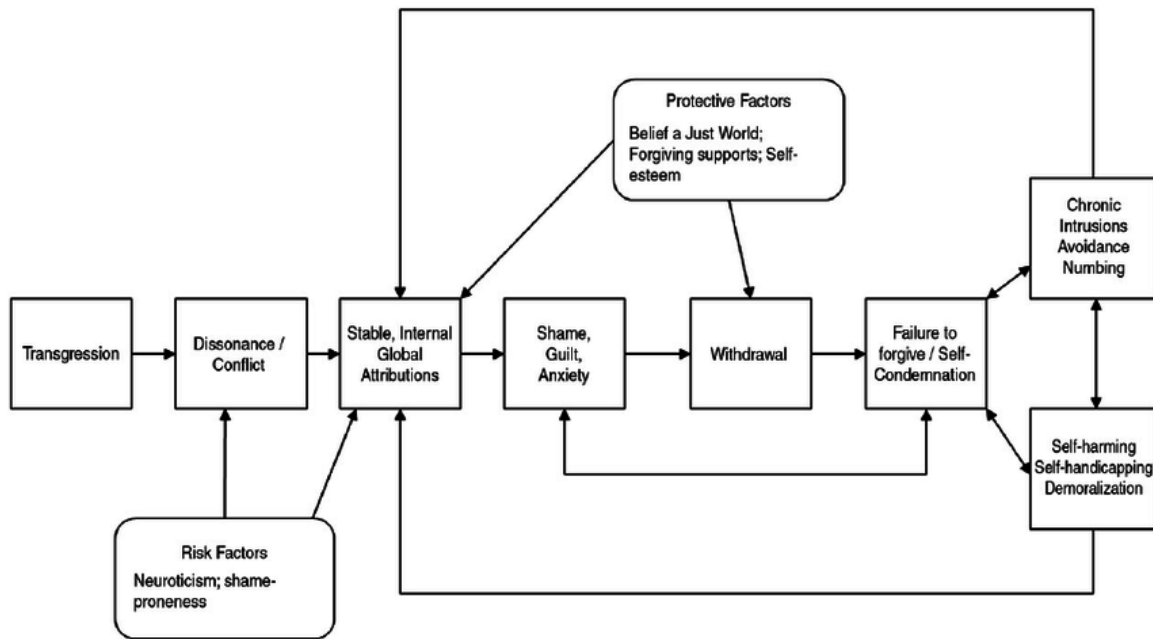 Protective Factors
Belief a Just World;
Forgiving supports; Self-
esteem
Chronic
Intrusions
Avoidance
Numbing
Transgression
Dissonance /
Conflict
Stable, Internal
Global
Attributions
Shame,
Guilt,
Anxiety
Withdrawal
Failure to
forgive / Self-
Condemnation
Self-harming
Self-handicapping
Demoralization
Risk Factors
Neuroticism; shame-
proneness